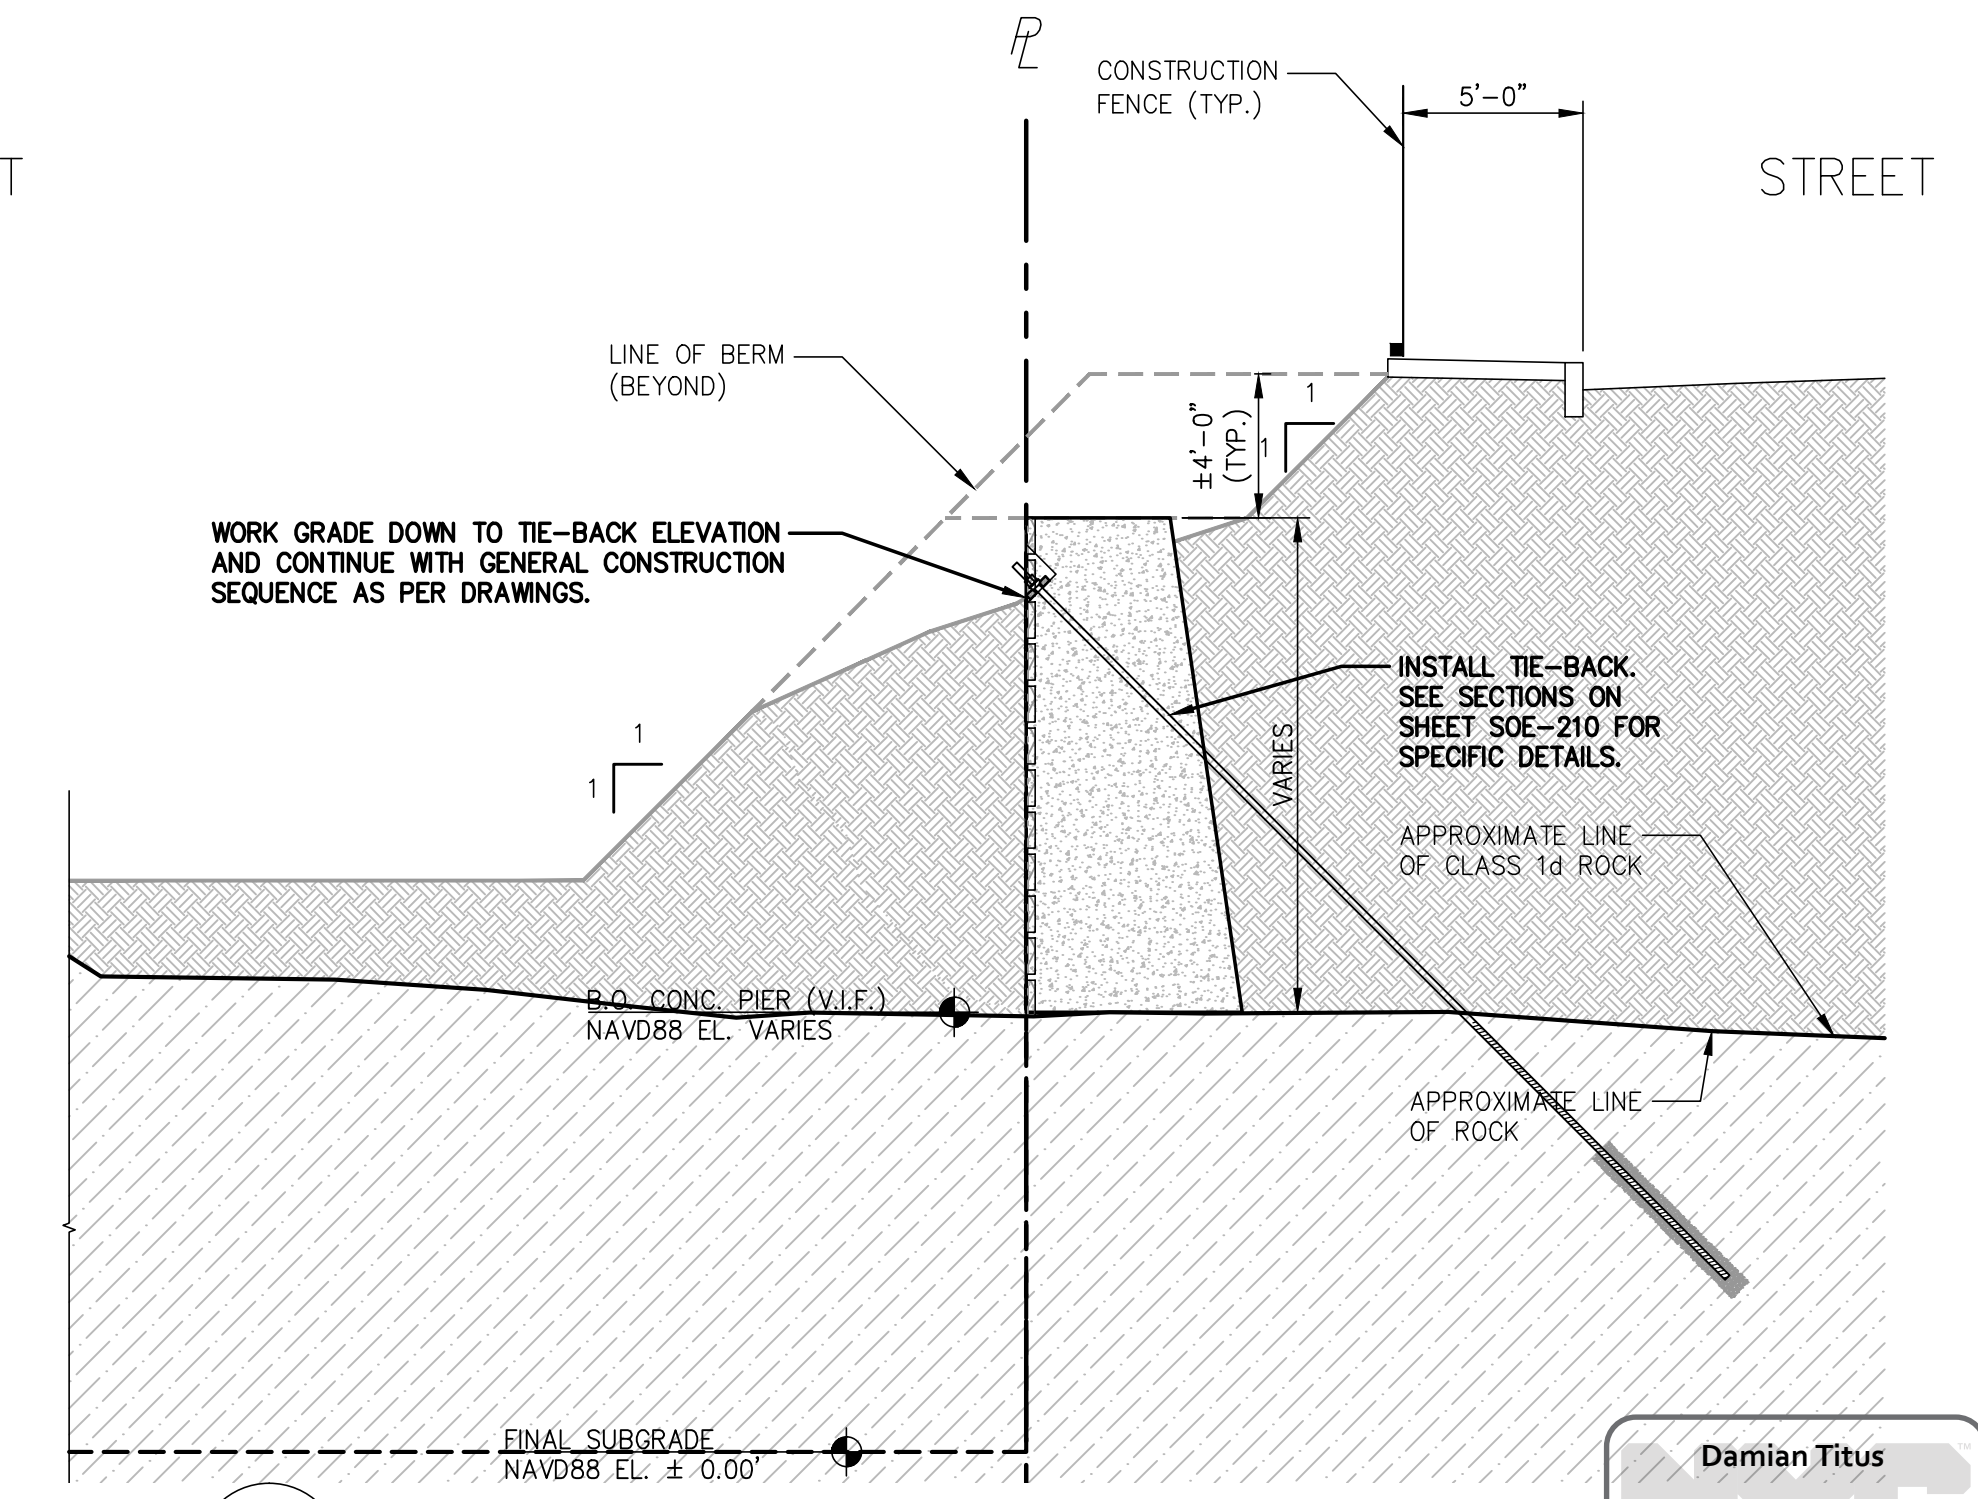 PL
CONSTRUCTION
FENCE (TYP.)
5'-0"
T
STREET
LINE OF BERM
(BEYOND)
±4'-0"
(TYP.)
1
1
WORK GRADE DOWN TO TIE-BACK ELEVATION
AND CONTINUE WITH GENERAL CONSTRUCTION
SEQUENCE AS PER DRAWINGS.
INSTALL TIE-BACK.
SEE SECTIONS ON
SHEET SOE-210 FOR
SPECIFIC DETAILS.
1
1
VARIES
APPROXIMATE LINE
OF CLASS 1d ROCK
B.O. CONC. PIER (V.I.F.)
NAVD88 EL. VARIES
APPROXIMATE LINE
OF ROCK
FINAL SUBGRADE
NAVD88 EL. ± 0.00'
Damian Titus
TM